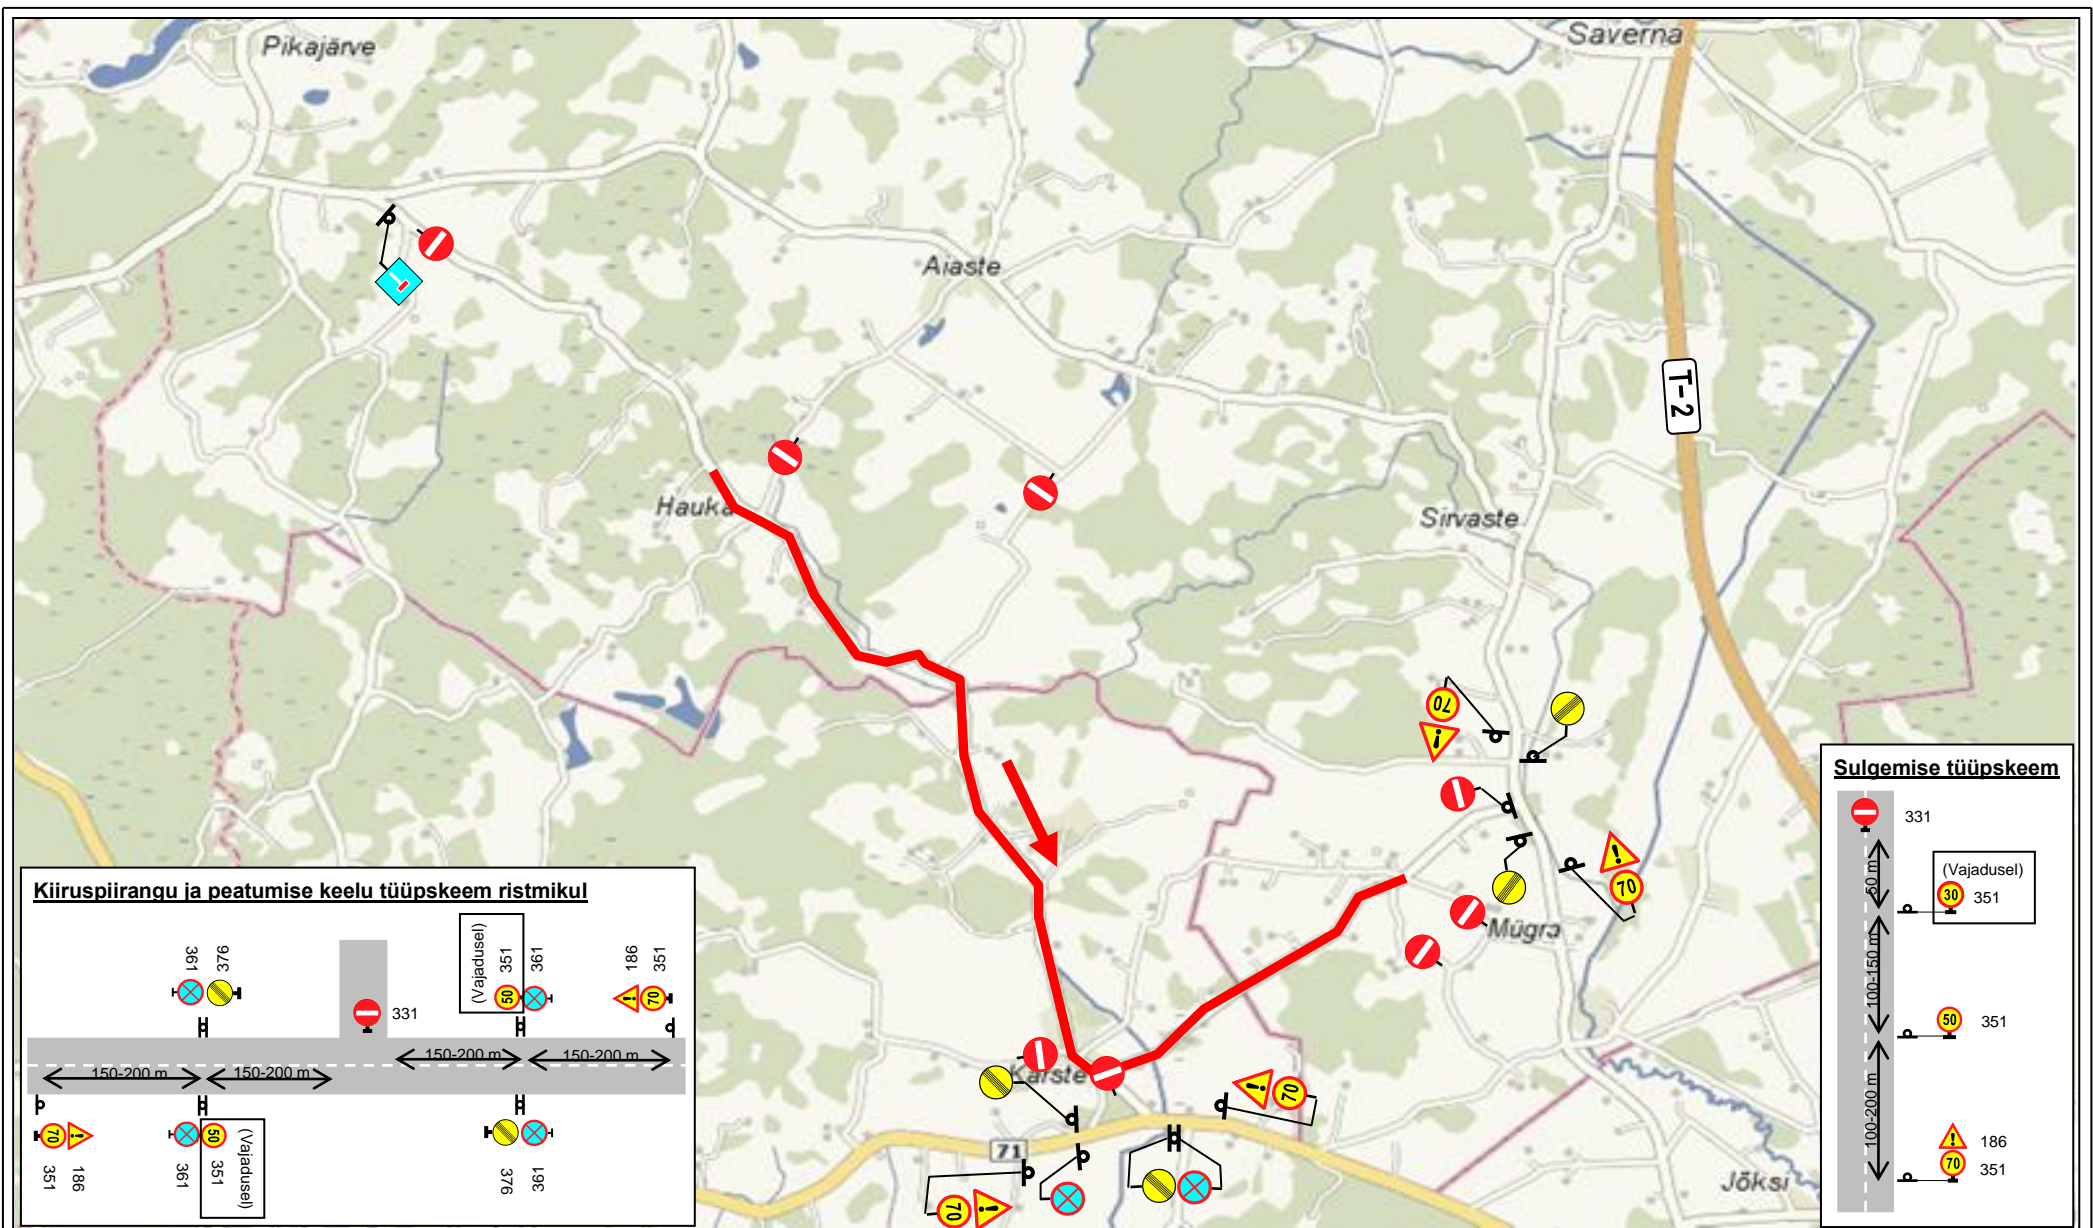 Pikajärve
Saverna
Aiaste
T-2
Hauka
Sirvaste
70
!
!
70
Mügra
Karste
!
70
71
70
!
Jõksi
Kiiruspiirangu ja peatumise keelu tüüpskeem ristmikul
361
376
(Vajadusel)
351
361
186
351
50
!
70
331
150-200 m
150-200 m
150-200 m
150-200 m
70
!
50
(Vajadusel)
351
186
361
351
376
361
Sulgemise tüüpskeem
331
50 m
(Vajadusel)
30
351
100-150 m
50
351
100-200 m
!
186
70
351